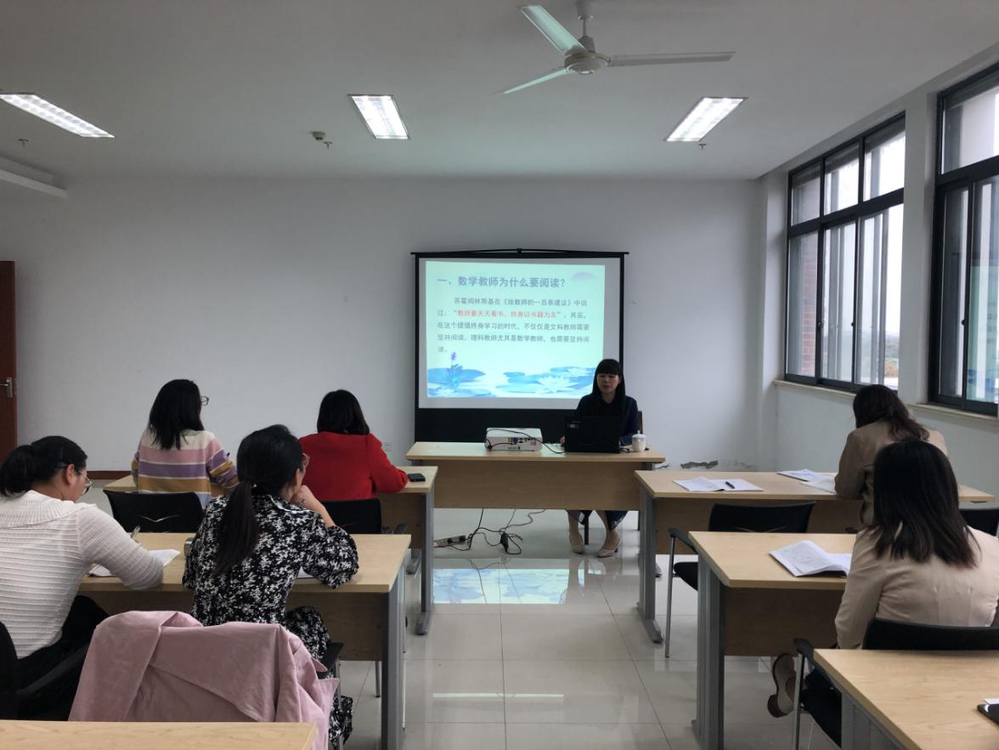 一、数学教师为什么要阅读?
苏霍姆林斯基在《给教师的一百条建议》中说
过:“教师要天天看书,终身以书籍为友”。其实,
在这个提倡终身学习的时代,不仅仅是文科教师需要
坚持阅读,理科教师尤其是数学教师,也需要坚持阅
读。